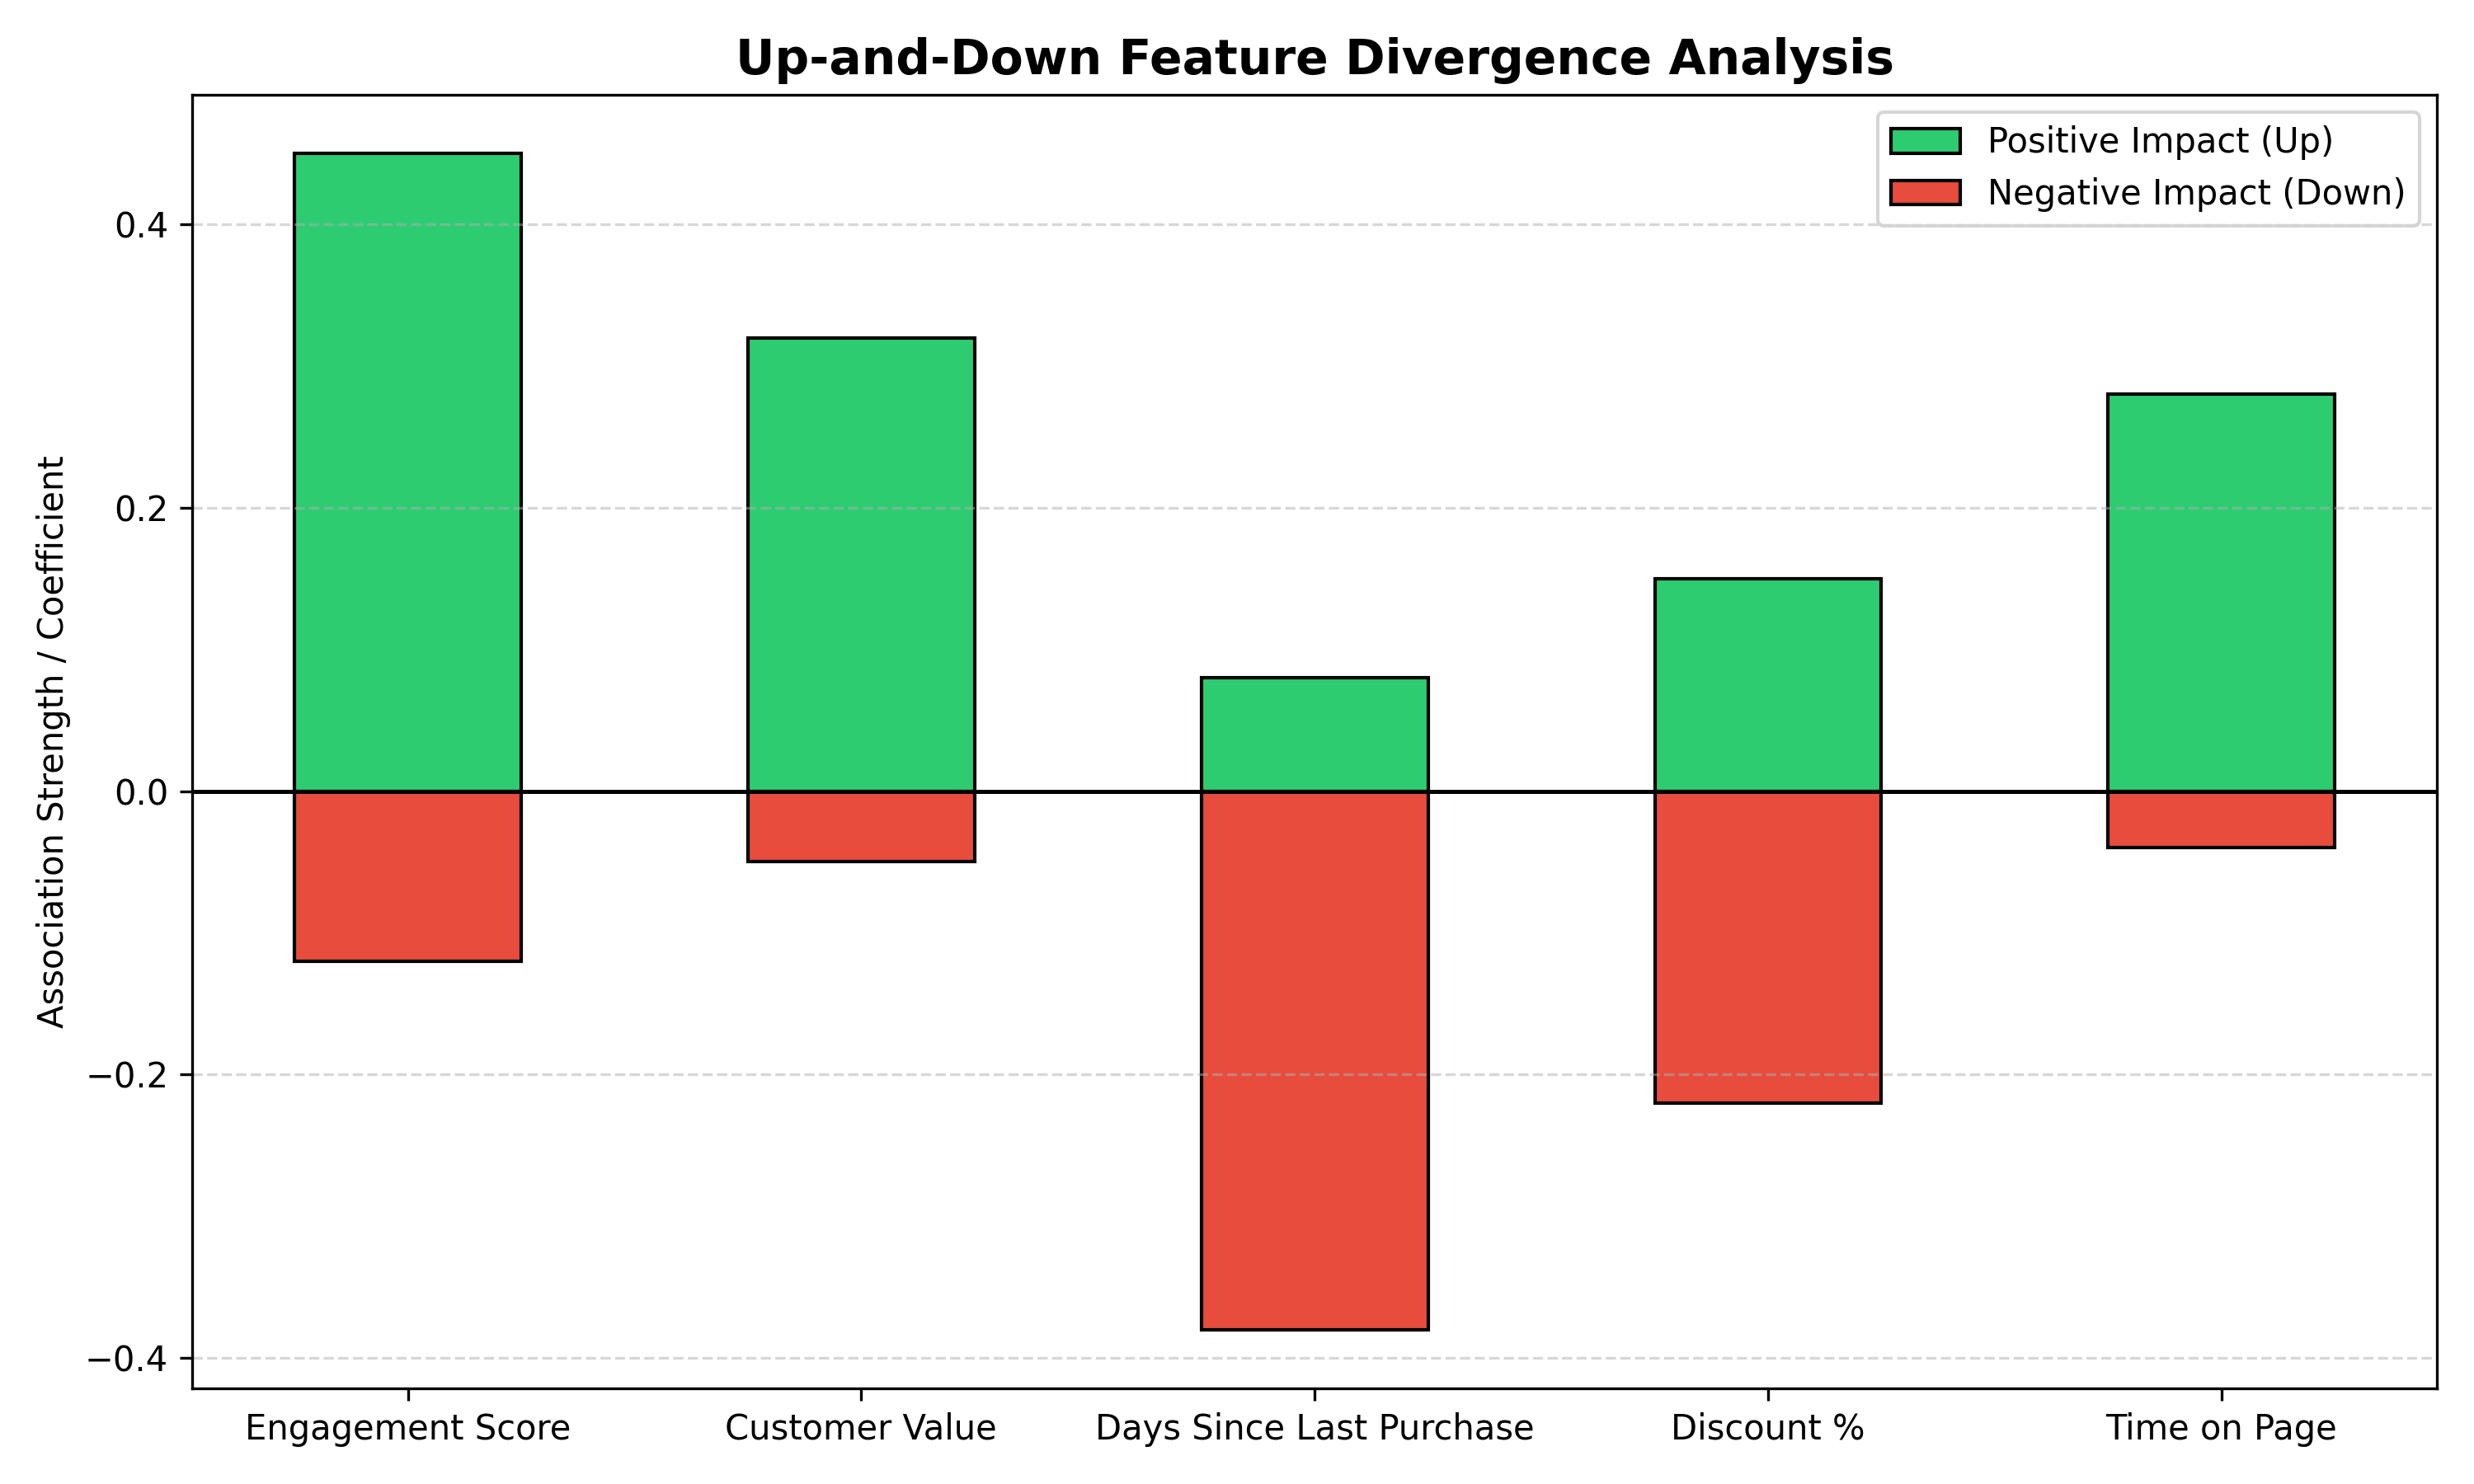 Up-and-Down Feature Divergence Analysis
Positive Impact (Up)
Negative Impact (Down)
Association Strength / Coefficient
0.4
0.2
0.0
−0.2
−0.4
Engagement Score
Customer Value
Days Since Last Purchase
Discount %
Time on Page